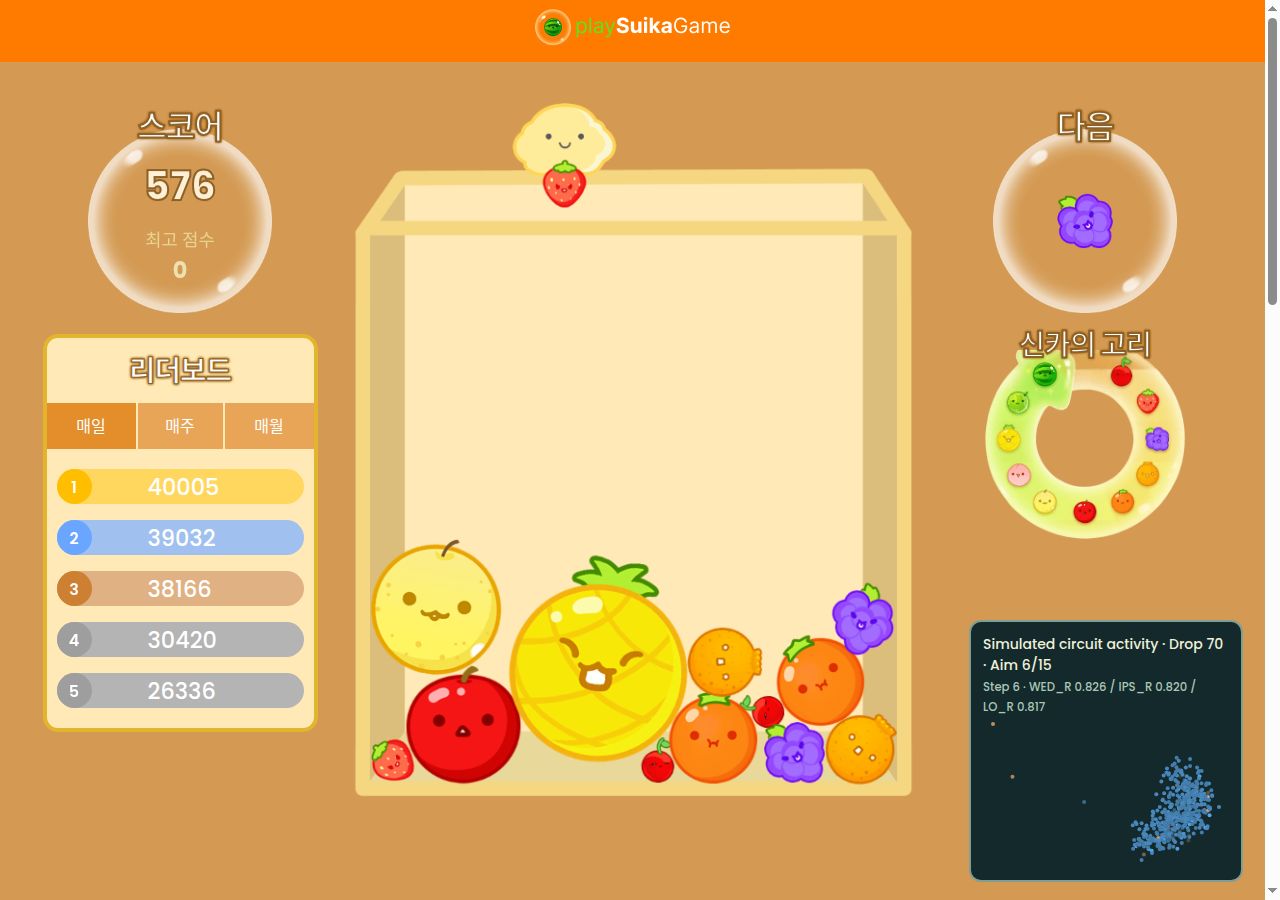 playSuikaGame
스코어
576
최고 점수
0
리더보드
매일 매주 매월
1 40005
2 39032
3 38166
4 30420
5 26336
다음
신카의 고리
Simulated circuit activity · Drop 70
· Aim 6/15
Step 6 · WED_R 0.826 / IPS_R 0.820 /
LO_R 0.817